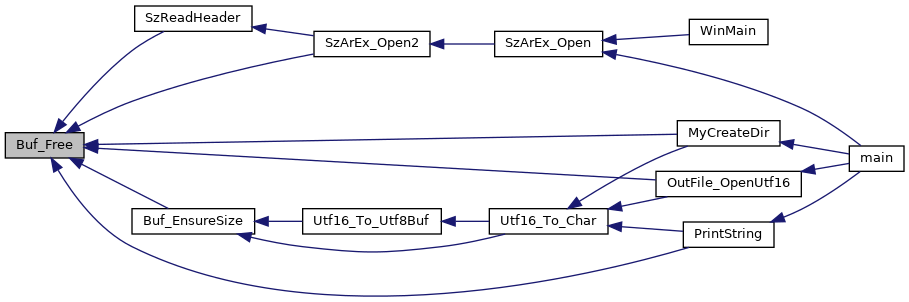 SzReadHeader
WinMain
SzArEx_Open2
SzArEx_Open
Buf_Free
MyCreateDir
main
OutFile_OpenUtf16
Buf_EnsureSize
Utf16_To_Utf8Buf
Utf16_To_Char
PrintString